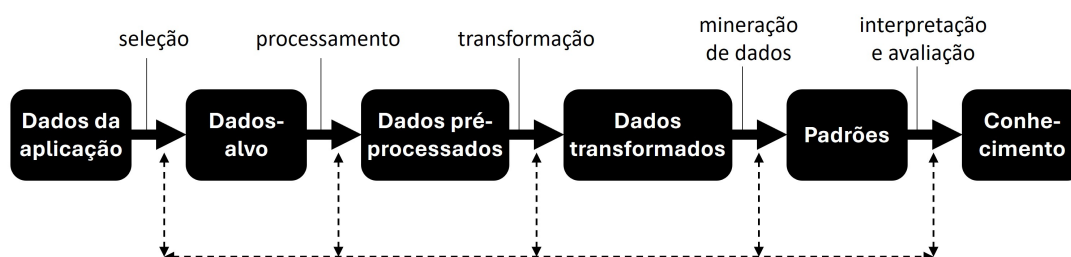 seleção
processamento
transformação
mineração
de dados
interpretação
e avaliação
Dados da
aplicação
Dados-
alvo
Dados pré-
processados
Dados
transformados
Padrões
Conhe-
cimento